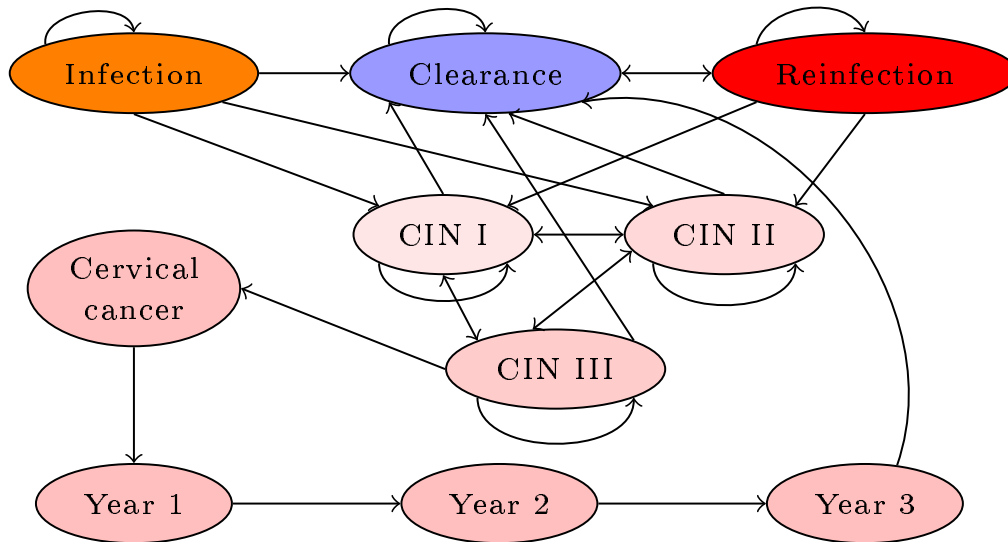 Infection
Clearance
Reinfection
CIN I
CIN II
Cervical
cancer
CIN III
Year 1
Year 2
Year 3